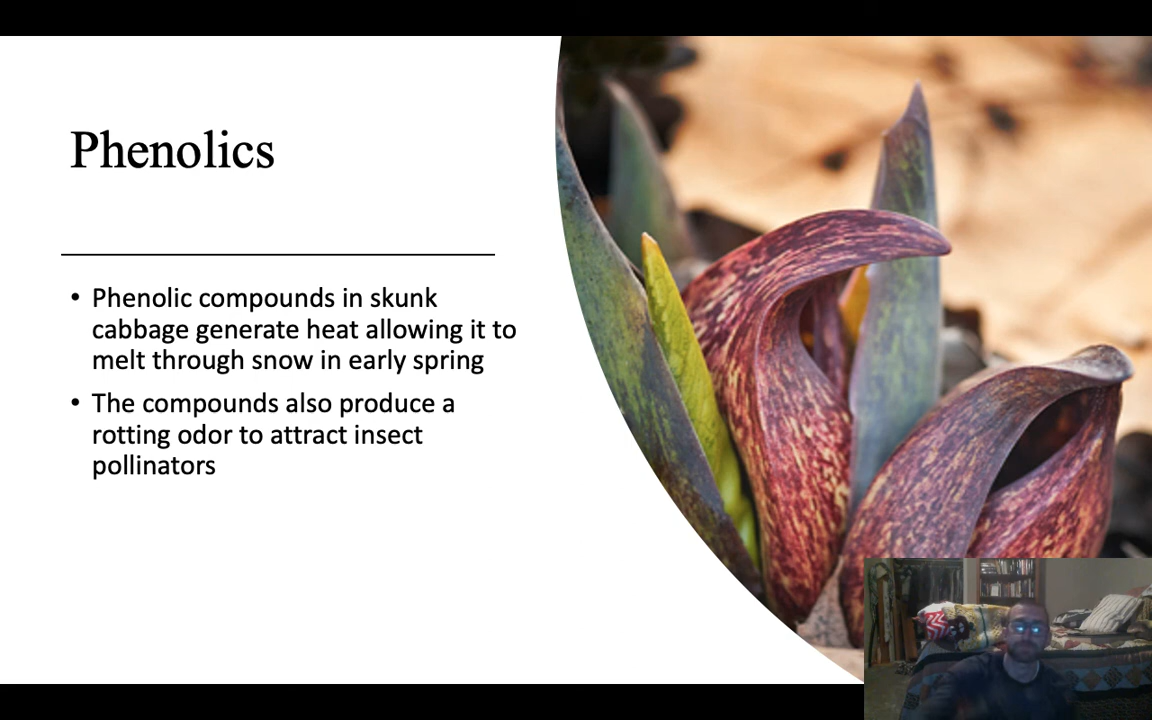 Phenolics
• Phenolic compounds in skunk
cabbage generate heat allowing it to
melt through snow in early spring
• The compounds also produce a
rotting odor to attract insect
pollinators